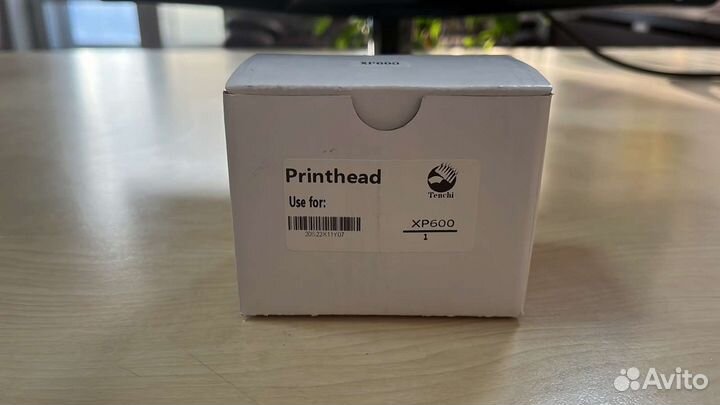 XP600
Printhead
Tenchi
Use for:
XP600
1
Avito